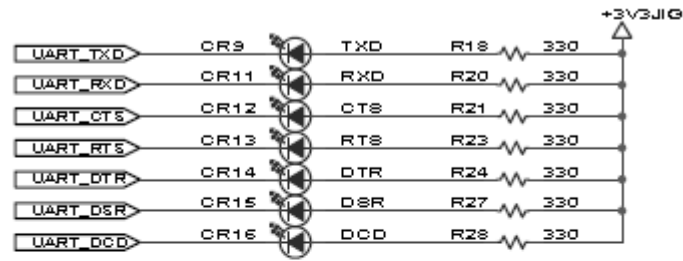 +3V3JIG
UART_TXD CR9 TXD R18 330
UART_RXD CR11 RXD R20 330
UART_CTS CR12 CTS R21 330
UART_RTS CR13 RTS R23 330
UART_DTR CR14 DTR R24 330
UART_DSR CR15 DSR R27 330
UART_DCD CR16 DCD R28 330